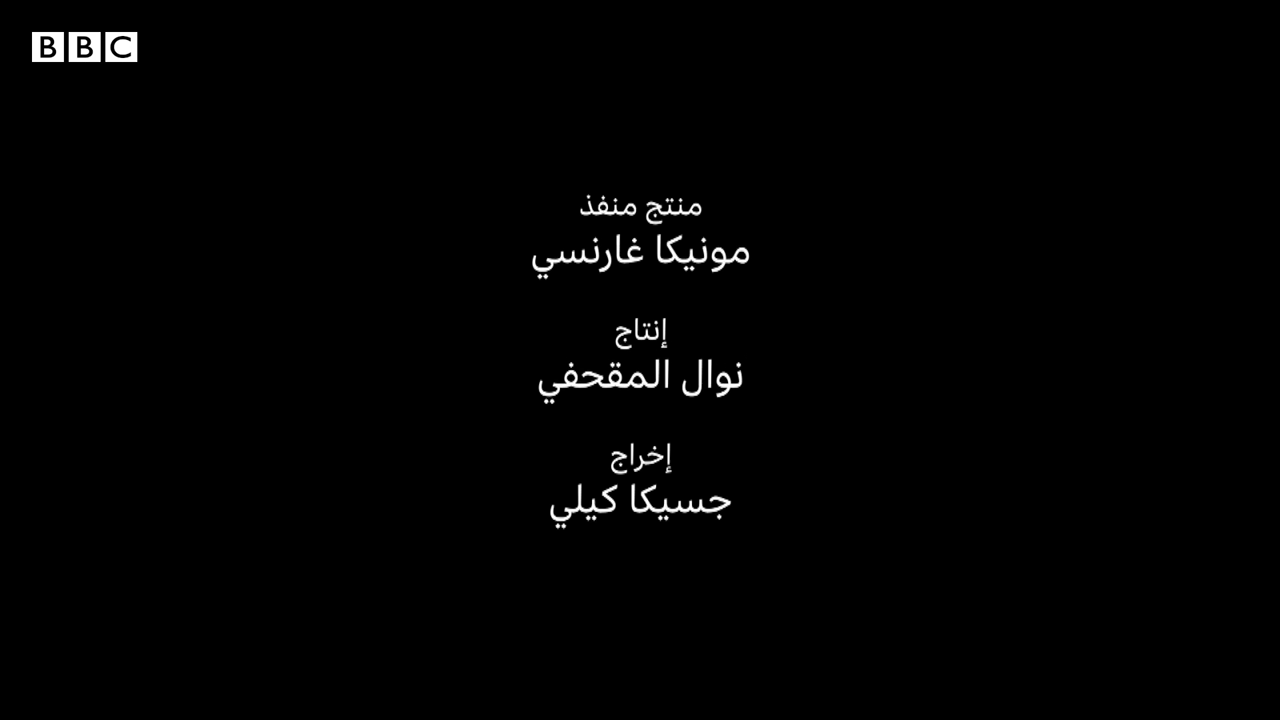 BBC
منتج منفذ
مونيكا غارنسي
إنتاج
نوال المقحفي
إخراج
جسيكا كيلي